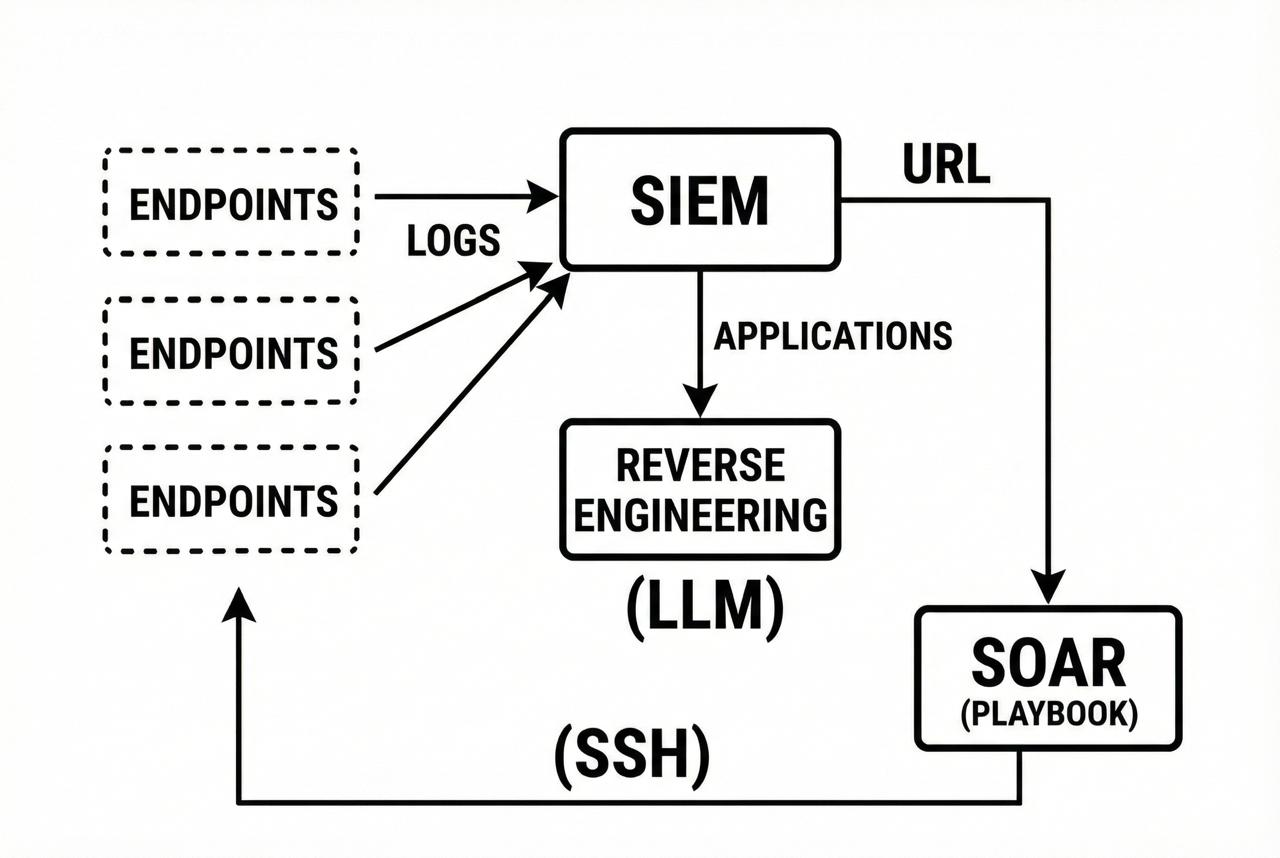 ENDPOINTS
LOGS
ENDPOINTS
ENDPOINTS
SIEM
URL
APPLICATIONS
REVERSE
ENGINEERING
(LLM)
SOAR
(PLAYBOOK)
(SSH)